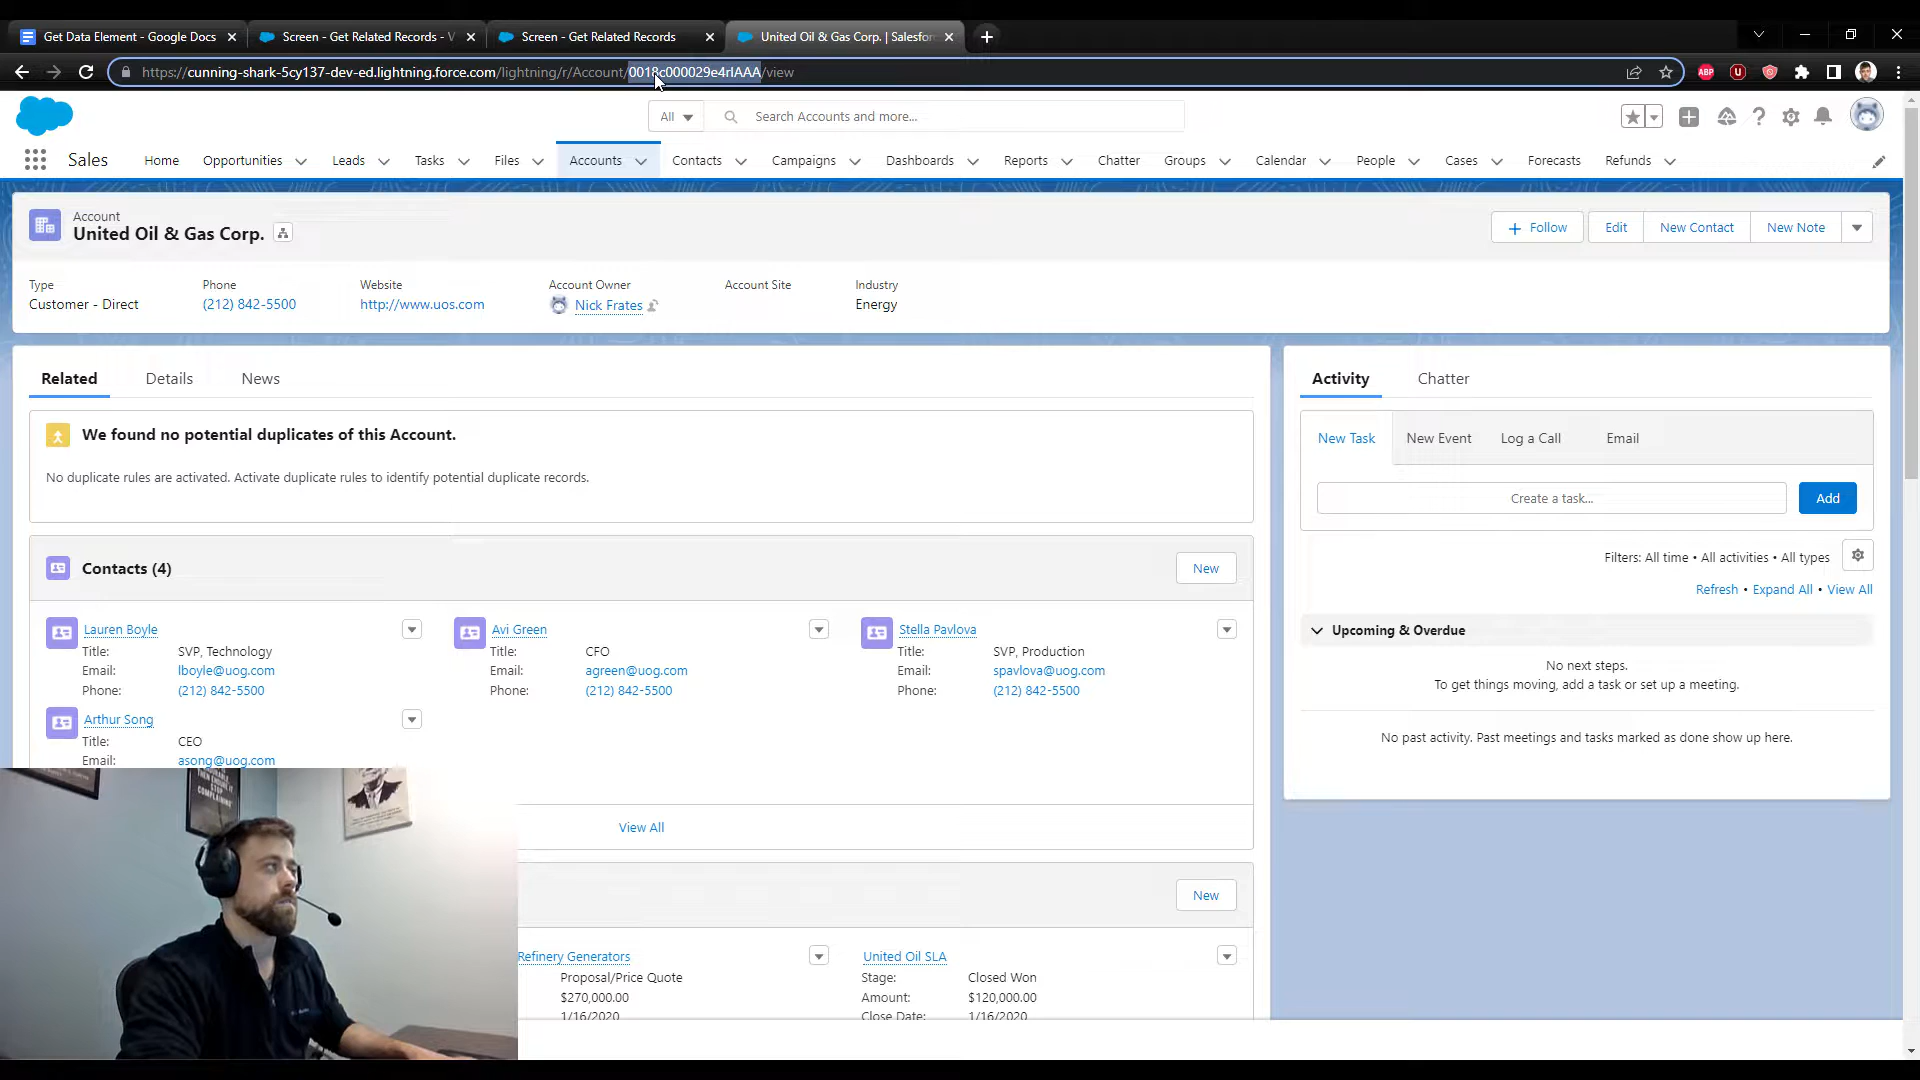 Get Data Element - Google Docs
Screen - Get Related Records - V
Screen - Get Related Records
United Oil & Gas Corp. | Salesfor
https://cunning-shark-5cy137-dev-ed.lightning.force.com/lightning/r/Account/0018c000029e4rIAAA/view
ABP
All
Search Accounts and more...
Sales
Home
Opportunities
Leads
Tasks
Files
Accounts
Contacts
Campaigns
Dashboards
Reports
Chatter
Groups
Calendar
People
Cases
Forecasts
Refunds
Account
United Oil & Gas Corp.
+ Follow
Edit
New Contact
New Note
Type
Phone
Website
Account Owner
Account Site
Industry
Customer - Direct
(212) 842-5500
http://www.uos.com
Nick Frates
Energy
Related
Details
News
We found no potential duplicates of this Account.
No duplicate rules are activated. Activate duplicate rules to identify potential duplicate records.
Contacts (4)
New
Lauren Boyle
Title: SVP, Technology
Email: lboyle@uog.com
Phone: (212) 842-5500
Avi Green
Title: CFO
Email: agreen@uog.com
Phone: (212) 842-5500
Stella Pavlova
Title: SVP, Production
Email: spavlova@uog.com
Phone: (212) 842-5500
Arthur Song
Title: CEO
Email: asong@uog.com
View All
New
Refinery Generators
Proposal/Price Quote
$270,000.00
1/16/2020
United Oil SLA
Stage: Closed Won
Amount: $120,000.00
Close Date: 1/16/2020
Activity
Chatter
New Task
New Event
Log a Call
Email
Create a task...
Add
Filters: All time • All activities • All types
Refresh • Expand All • View All
Upcoming & Overdue
No next steps.
To get things moving, add a task or set up a meeting.
No past activity. Past meetings and tasks marked as done show up here.
THEN ENDURE IT
STOP
COMPLAINING